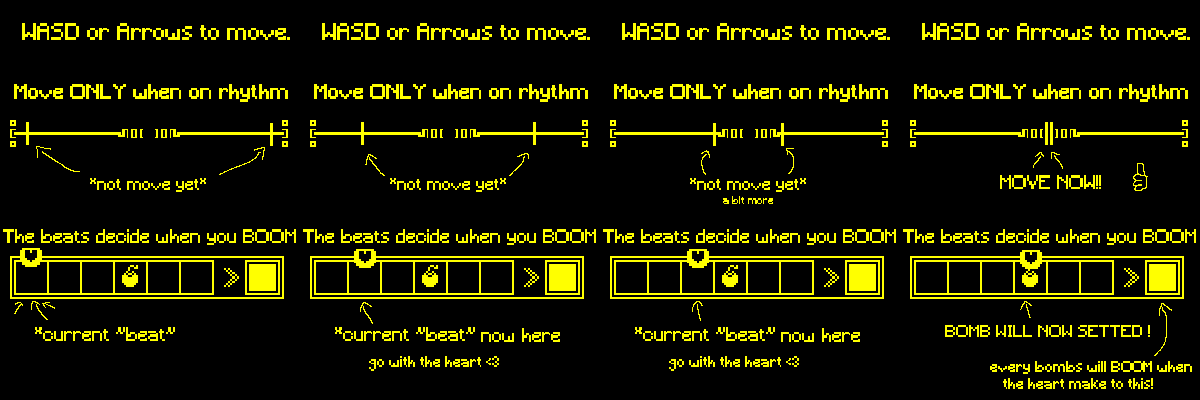 WASD or Arrows to move.
Move ONLY when on rhythm
*not move yet*
The beats decide when you BOOM
*current "beat"
WASD or Arrows to move.
Move ONLY when on rhythm
*not move yet*
The beats decide when you BOOM
*current "beat" now here
go with the heart <3
WASD or Arrows to move.
Move ONLY when on rhythm
*not move yet*
a bit more
The beats decide when you BOOM
*current "beat" now here
go with the heart <3
WASD or Arrows to move.
Move ONLY when on rhythm
MOVE NOW!!
The beats decide when you BOOM
BOMB WILL NOW SETTED !
every bombs will BOOM when
the heart make to this!